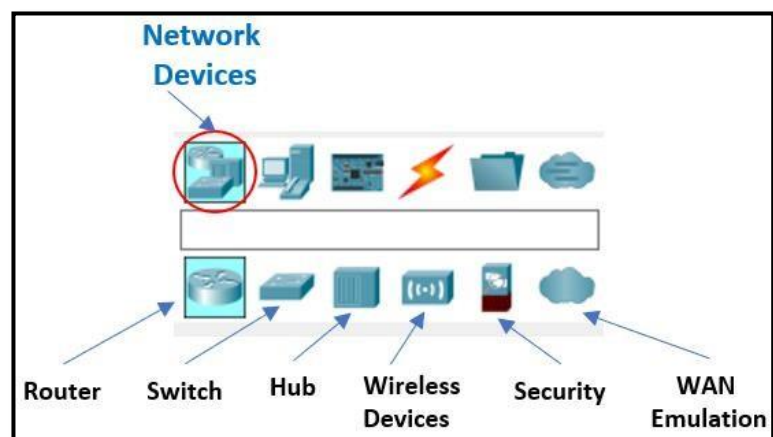 Network
Devices
Router
Switch
Hub
Wireless
Devices
Security
WAN
Emulation